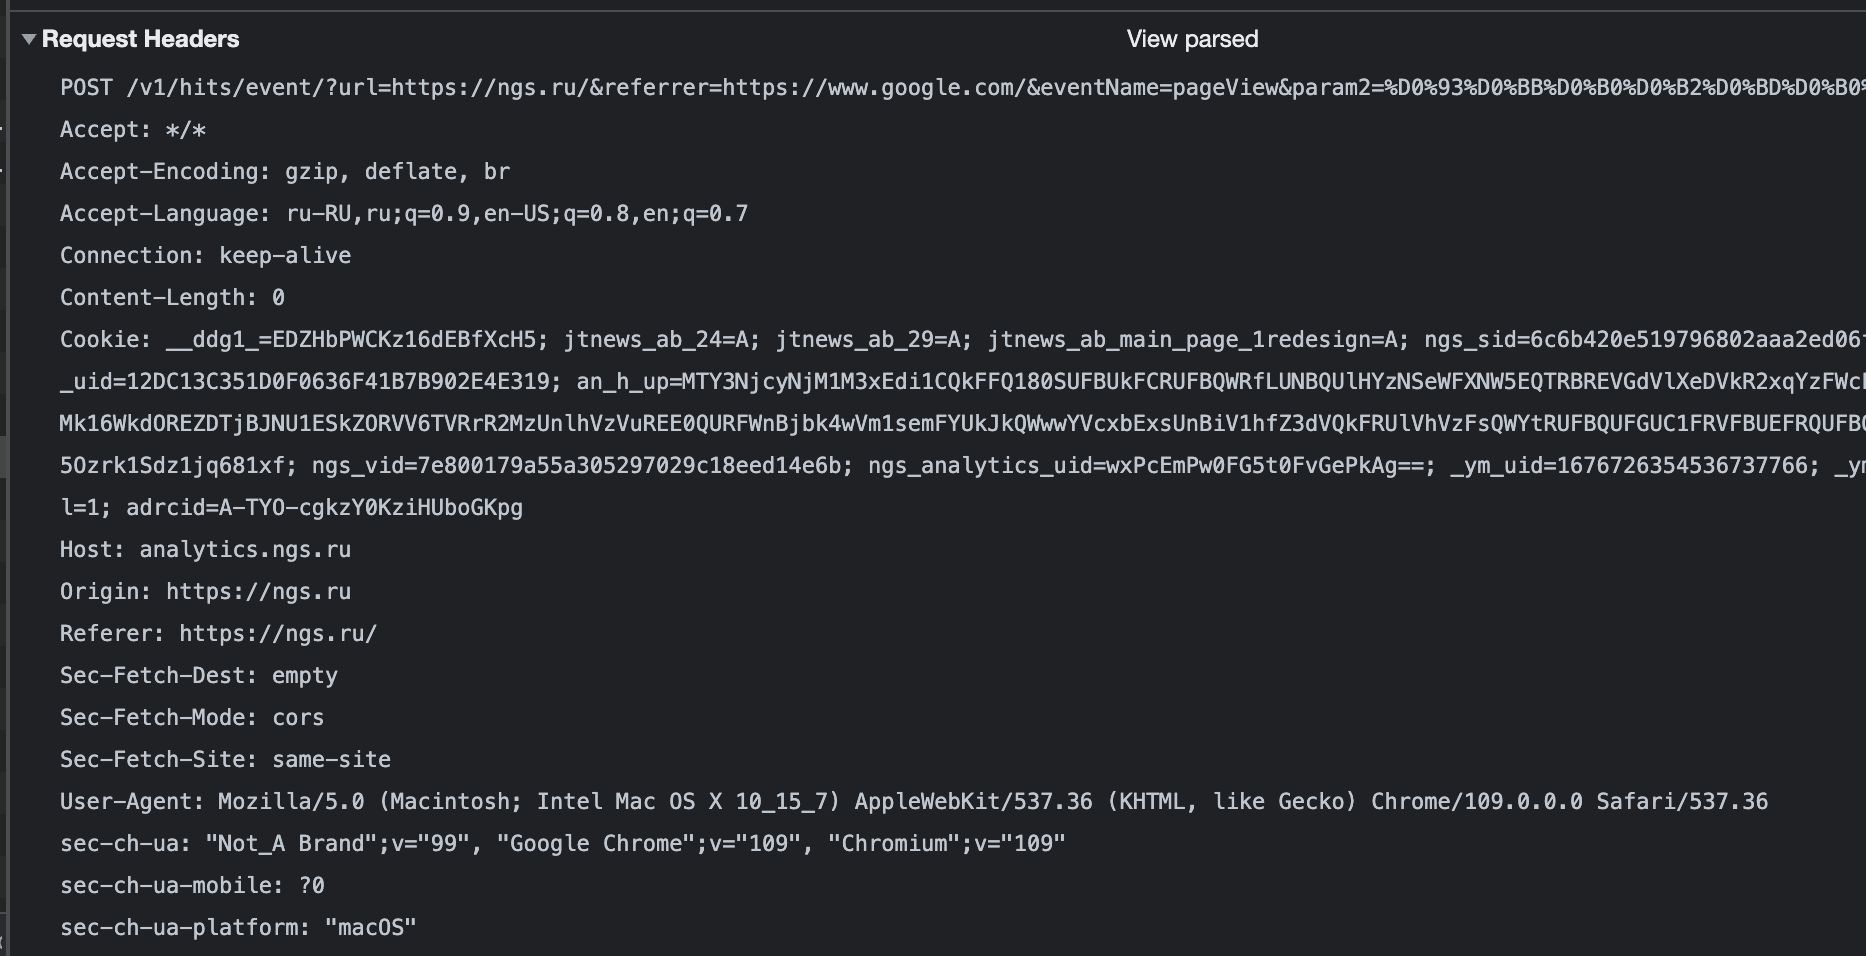 Request Headers
View parsed
POST /v1/hits/event/?url=https://ngs.ru/&referrer=https://www.google.com/&eventName=pageView&param2=%D0%93%D0%BB%D0%B0%D0%B2%D0%BD%D0%B0%
Accept: */*
Accept-Encoding: gzip, deflate, br
Accept-Language: ru-RU,ru;q=0.9,en-US;q=0.8,en;q=0.7
Connection: keep-alive
Content-Length: 0
Cookie: __ddg1_=EDZHbPWCKz16dEBfXcH5; jtnews_ab_24=A; jtnews_ab_29=A; jtnews_ab_main_page_1redesign=A; ngs_sid=6c6b420e519796802aaa2ed06f
_uid=12DC13C351D0F0636F41B7B902E4E319; an_h_up=MTY3NjcyNjM1M3xEdi1CQkFFQ180SUFBUkFCRUFBQWRfLUNBQUlHYzNSeWFXNW5EQTRBREVGdVlXeDVkR2xqYzFWc
Mk16WkdOREZDTjBJNU1ESkZORVV6TVRrR2MzUnlhVzVuREE0QURFWnBjbk4wVm1semFYUkJkQWwwYVcxbExsUnBiV1hfZ3dVQkFRUlVhVzFsQWYtRUFBQUFGUC1FRVFBUEFRQUFB
5Ozrk1Sdz1jq681xf; ngs_vid=7e800179a55a305297029c18eed14e6b; ngs_analytics_uid=wxPcEmPw0FG5t0FvGePkAg==; _ym_uid=1676726354536737766; _ym
l=1; adrcid=A-TYO-cgkzY0KziHUboGKpg
Host: analytics.ngs.ru
Origin: https://ngs.ru
Referer: https://ngs.ru/
Sec-Fetch-Dest: empty
Sec-Fetch-Mode: cors
Sec-Fetch-Site: same-site
User-Agent: Mozilla/5.0 (Macintosh; Intel Mac OS X 10_15_7) AppleWebKit/537.36 (KHTML, like Gecko) Chrome/109.0.0.0 Safari/537.36
sec-ch-ua: "Not_A Brand";v="99", "Google Chrome";v="109", "Chromium";v="109"
sec-ch-ua-mobile: ?0
sec-ch-ua-platform: "macOS"